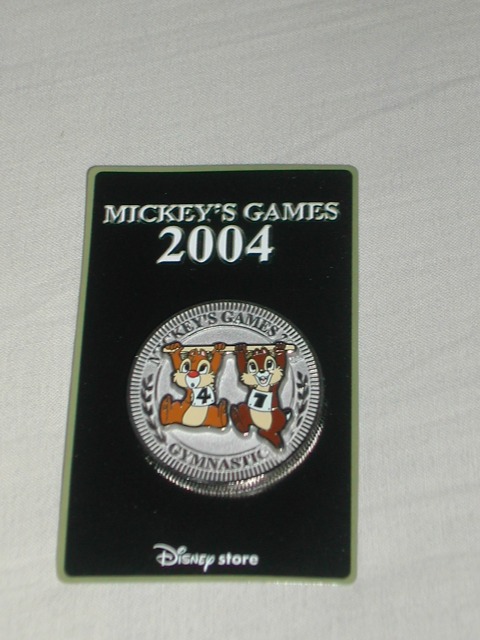 MICKEY'S GAMES
2004
MICKEY'S GAMES
4 7
GYMNASTIC
Disney store